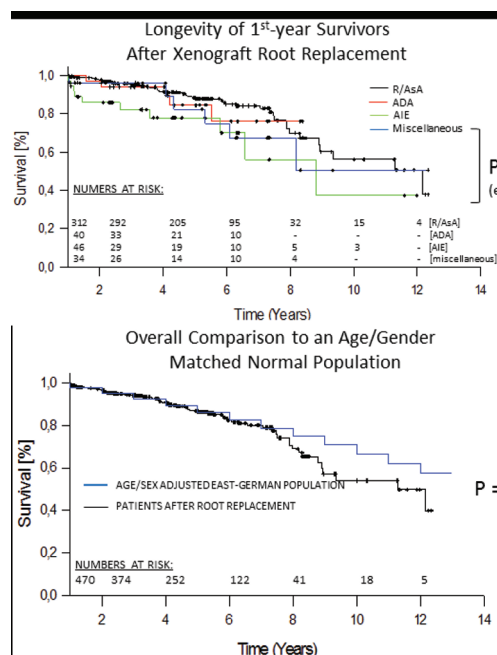 Longevity of 1st-year Survivors
After Xenograft Root Replacement
Survival [%]
1,0
0,8
0,6
0,4
0,2
0,0
R/AsA
ADA
AIE
Miscellaneous
P
(e
NUMERS AT RISK:
312 292 205 95 32 15 4 [R/AsA]
40 33 21 10 - - - [ADA]
46 29 19 10 5 3 - [AIE]
34 26 14 10 4 - - [miscellaneous]
2 4 6 8 10 12 14
Time (Years)
Overall Comparison to an Age/Gender
Matched Normal Population
Survival [%]
1,0
0,8
0,6
0,4
0,2
0,0
AGE/SEX ADJUSTED EAST-GERMAN POPULATION
PATIENTS AFTER ROOT REPLACEMENT
P =
NUMBERS AT RISK:
470 374 252 122 41 18 5
2 4 6 8 10 12 14
Time (Years)